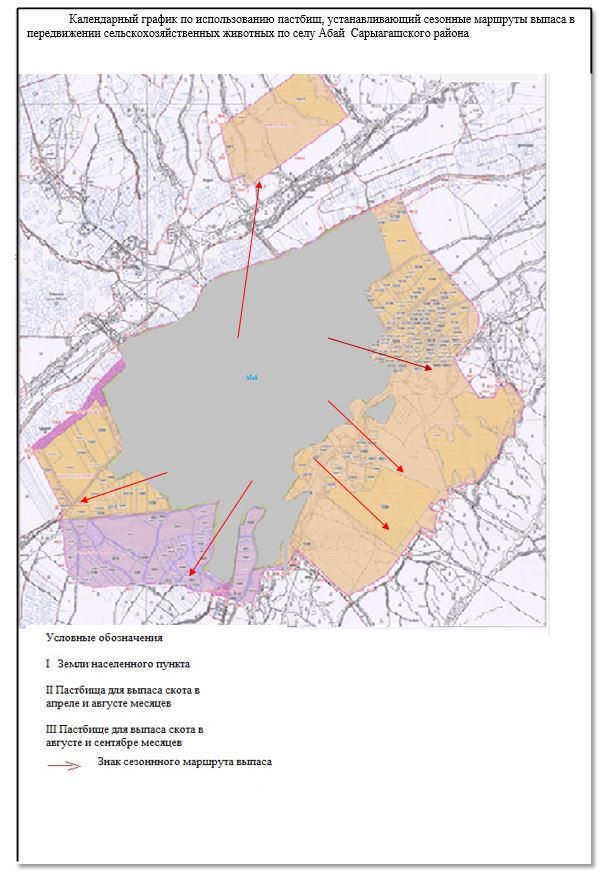 Календарный график по использованию пастбищ, устанавливающий сезонные маршруты выпаса в
передвижении сельскохозяйственных животных по селу Абай Сарыагашского района
Абай
Условные обозначения
I Земли населенного пункта
II Пастбища для выпаса скота в
апреле и августе месяцев
III Пастбище для выпаса скота в
августе и сентябре месяцев
Знак сезоннного маршрута выпаса